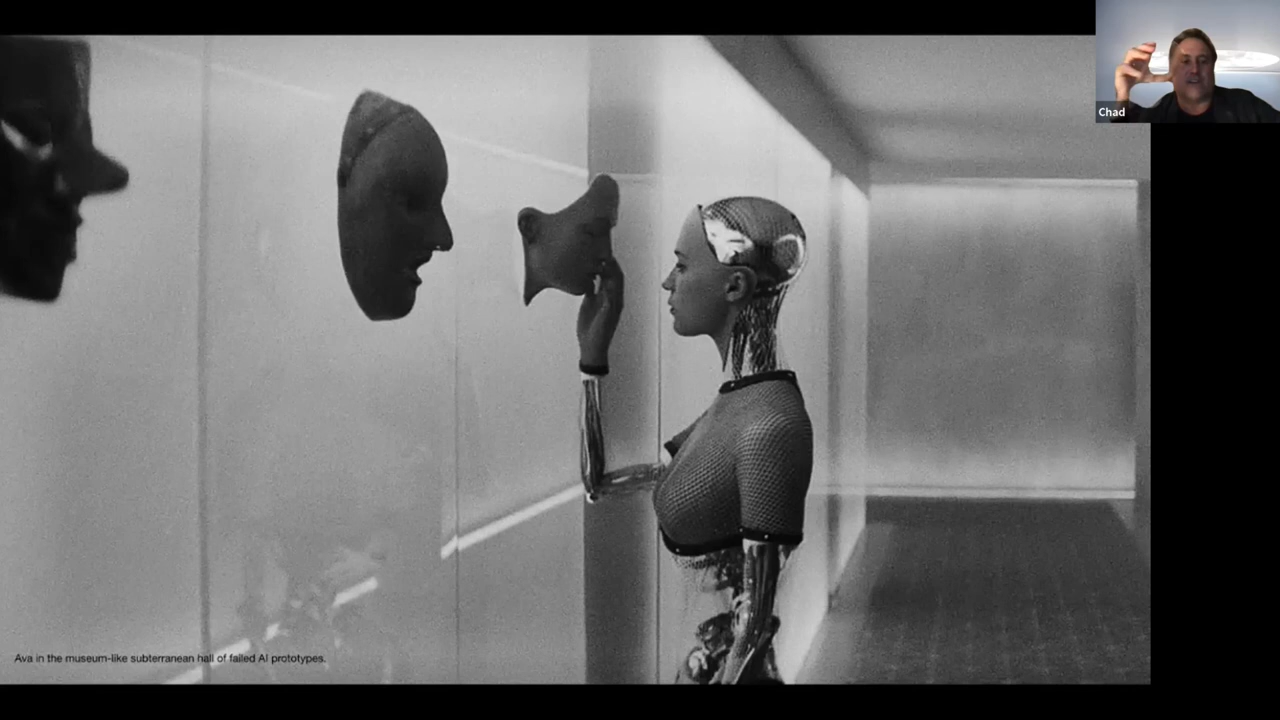 Chad
Ava in the museum-like subterranean hall of failed AI prototypes.